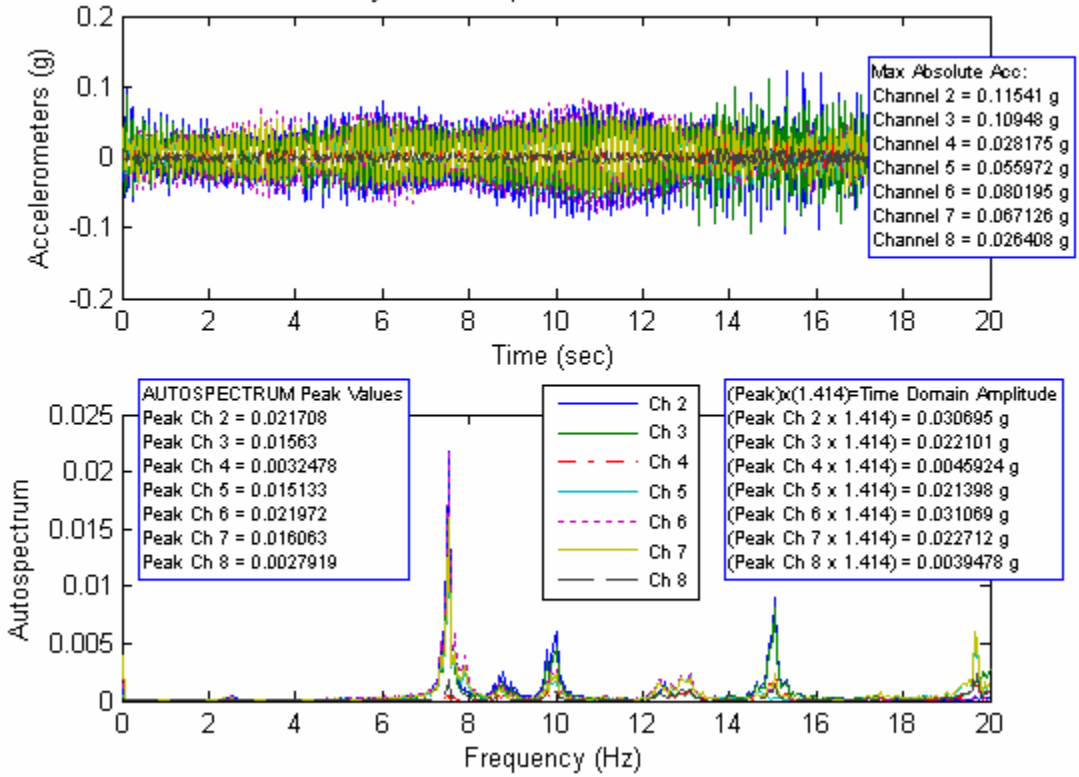 0.2
0.1
0
-0.1
-0.2
Accelerometers (g)
0 2 4 6 8 10 12 14 16 18 20
Time (sec)
Max Absolute Acc:
Channel 2 = 0.11541 g
Channel 3 = 0.10948 g
Channel 4 = 0.028175 g
Channel 5 = 0.055972 g
Channel 6 = 0.080195 g
Channel 7 = 0.067126 g
Channel 8 = 0.026408 g
AUTOSPECTRUM Peak Values
Peak Ch 2 = 0.021708
Peak Ch 3 = 0.01563
Peak Ch 4 = 0.0032478
Peak Ch 5 = 0.015133
Peak Ch 6 = 0.021972
Peak Ch 7 = 0.016063
Peak Ch 8 = 0.0027919
Ch 2
Ch 3
Ch 4
Ch 5
Ch 6
Ch 7
Ch 8
(Peak)x(1.414)=Time Domain Amplitude
(Peak Ch 2 x 1.414) = 0.030695 g
(Peak Ch 3 x 1.414) = 0.022101 g
(Peak Ch 4 x 1.414) = 0.0045924 g
(Peak Ch 5 x 1.414) = 0.021398 g
(Peak Ch 6 x 1.414) = 0.031069 g
(Peak Ch 7 x 1.414) = 0.022712 g
(Peak Ch 8 x 1.414) = 0.0039478 g
0.025
0.02
0.015
0.01
0.005
0
Autospectrum
0 2 4 6 8 10 12 14 16 18 20
Frequency (Hz)